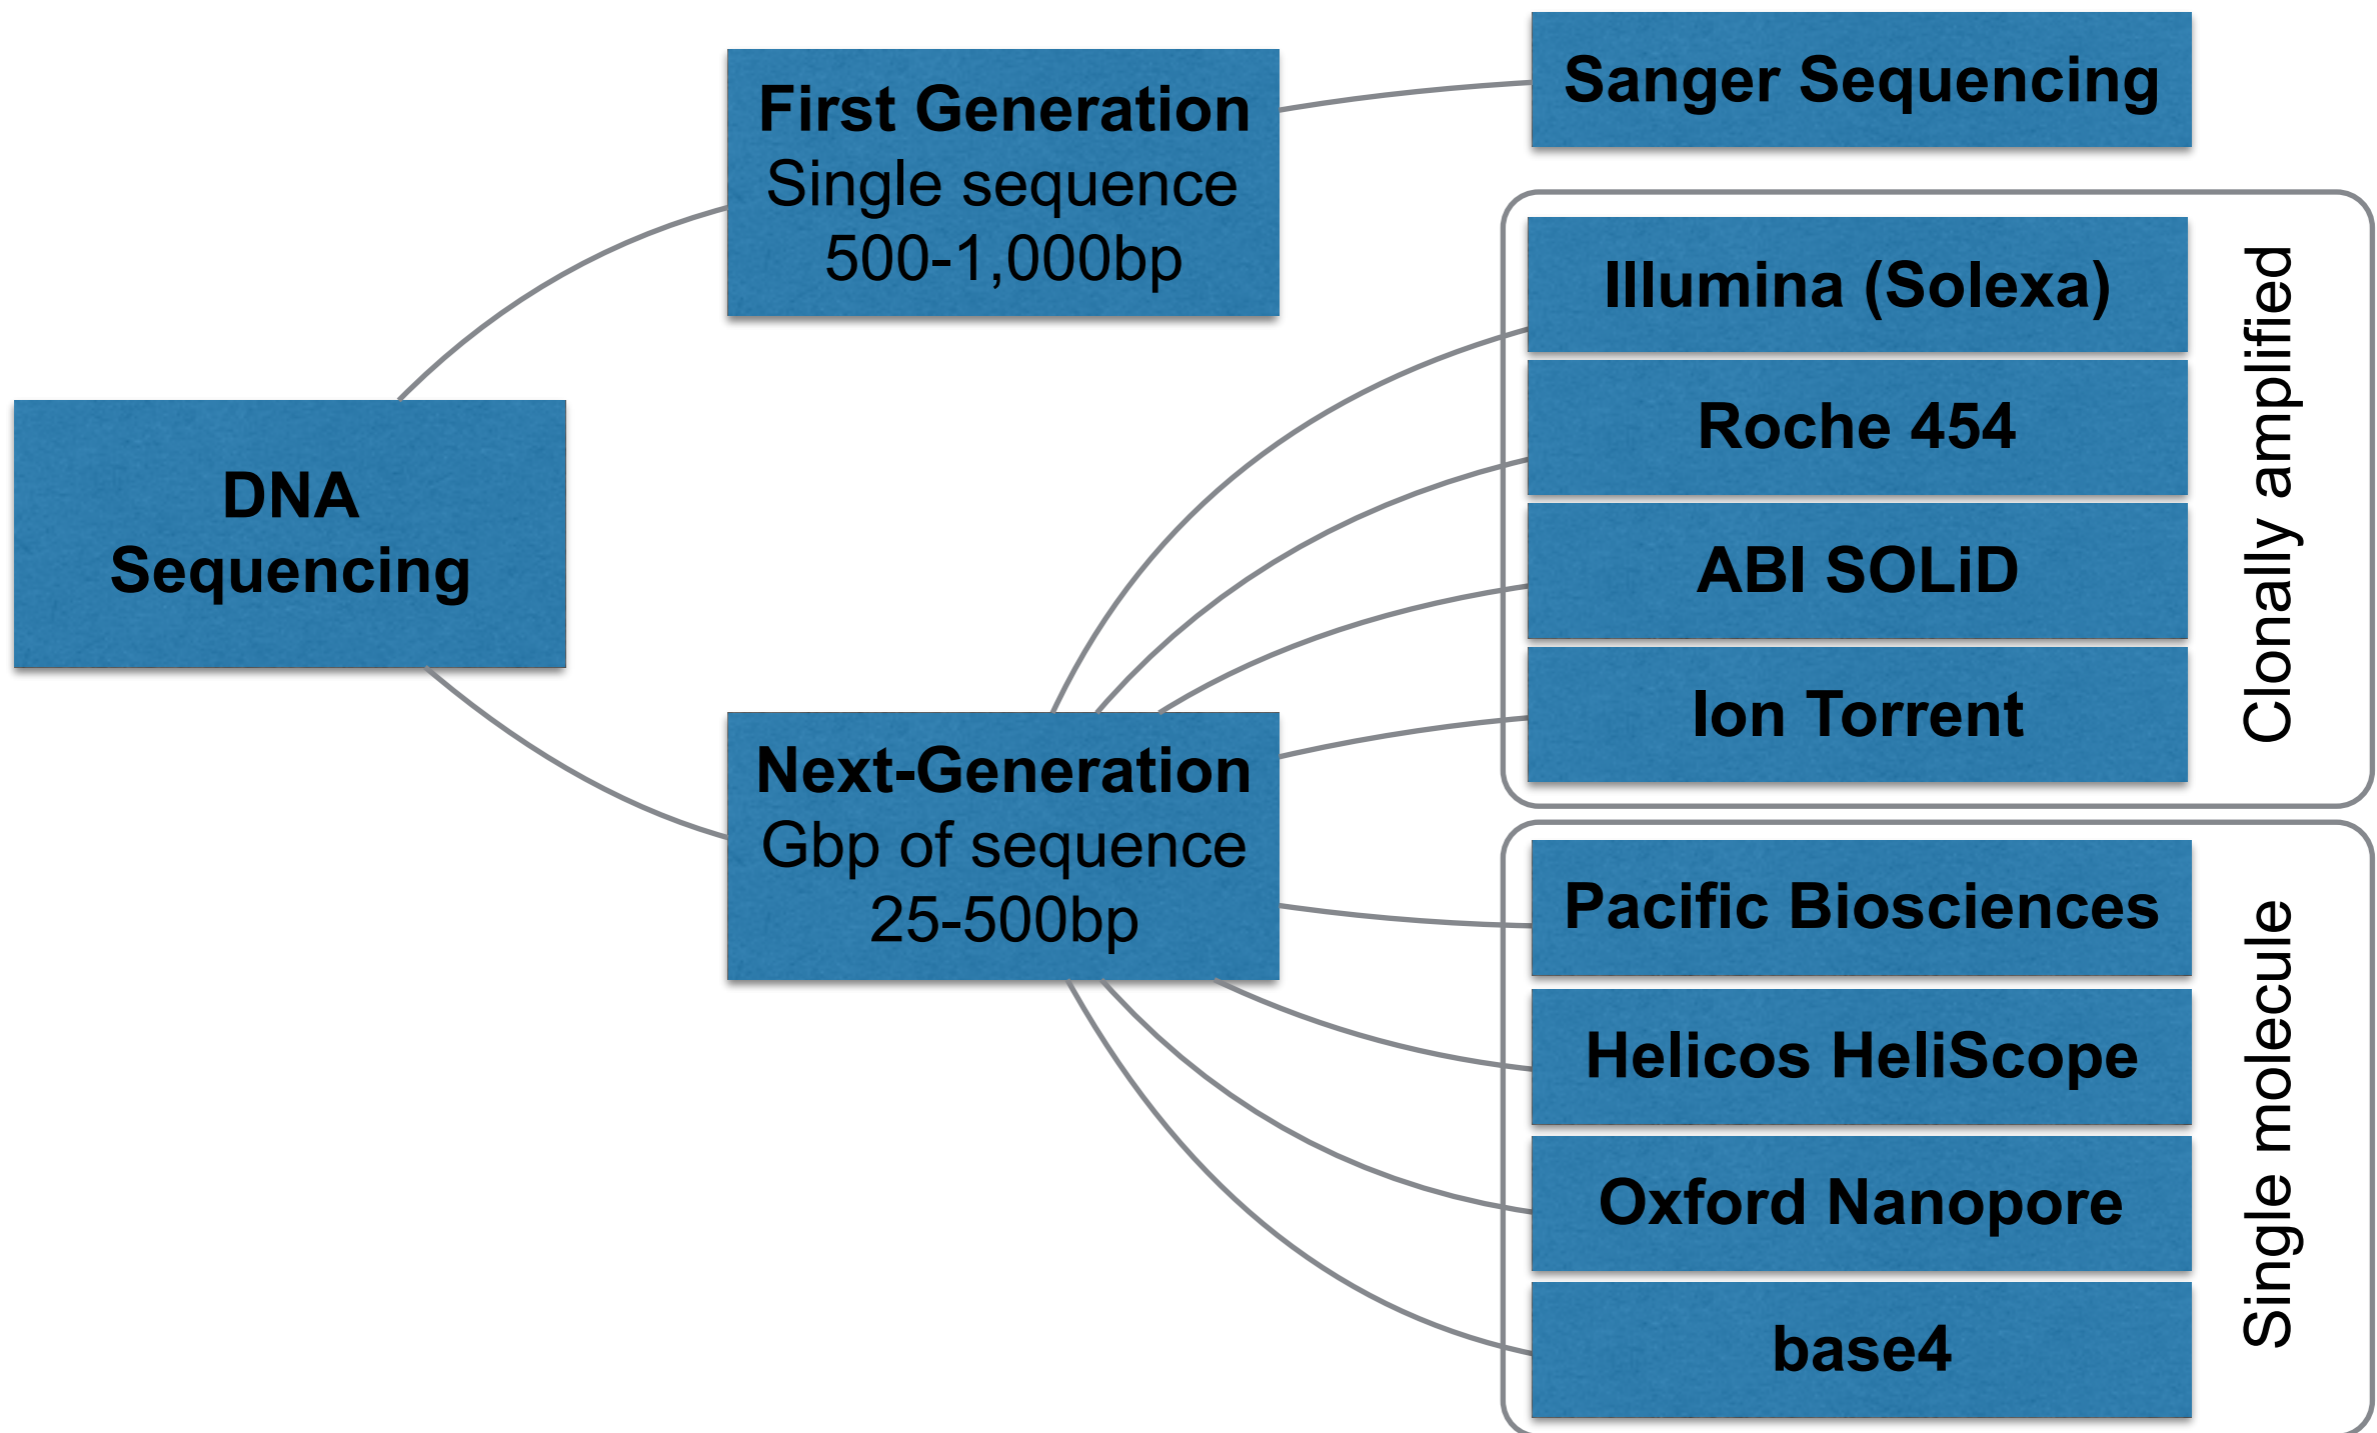 DNA
Sequencing
First Generation
Single sequence
500-1,000bp
Next-Generation
Gbp of sequence
25-500bp
Sanger Sequencing
Illumina (Solexa)
Roche 454
ABI SOLiD
Ion Torrent
Clonally amplified
Pacific Biosciences
Helicos HeliScope
Oxford Nanopore
base4
Single molecule